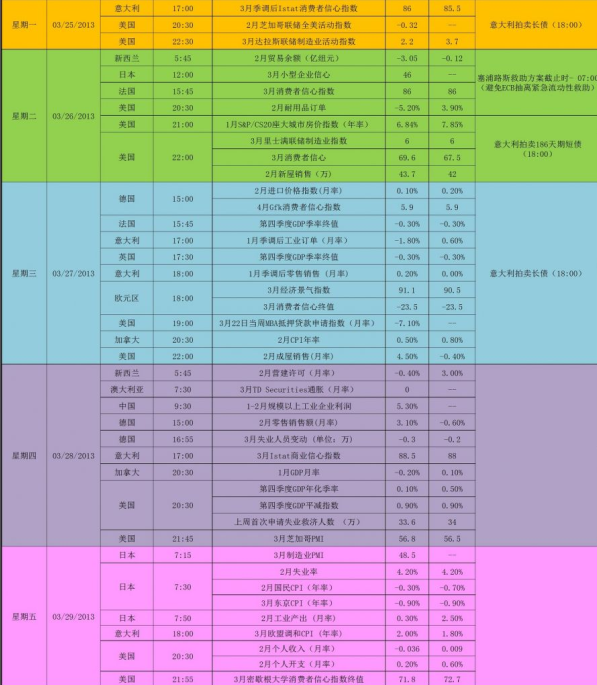 星期一 03/25/2013 意大利 17:00 3月季调后Istat消费者信心指数 86 85.5 意大利拍卖长债(18:00)
美国 20:30 2月芝加哥联储全美活动指数 -0.32 —
美国 22:30 3月达拉斯联储制造业活动指数 2.2 3.7
星期二 03/26/2013 新西兰 5:45 2月贸易余额(亿纽元) -3.05 -0.12
日本 12:00 3月小型企业信心 46 — 塞浦路斯救助方案截止时- 07:00
法国 15:45 3月消费者信心指数 86 86 (避免ECB抽离紧急流动性救助)
美国 20:30 2月耐用品订单 -5.20% 3.90%
美国 21:00 1月S&P/CS20座大城市房价指数(年率) 6.84% 7.85% 意大利拍卖186天期短债
(18:00)
美国 22:00 3月里士满联储制造业指数 6 6
3月消费者信心 69.6 67.5
2月新屋销售(万) 43.7 42
星期三 03/27/2013 德国 15:00 2月进口价格指数(月率) 0.10% 0.20% 意大利拍卖长债(18:00)
4月Gfk消费者信心指数 5.9 5.9
法国 15:45 第四季度GDP季率终值 -0.30% -0.30%
意大利 17:00 1月季调后工业订单(月率) -1.80% 0.60%
英国 17:30 第四季度GDP季率终值 -0.30% -0.30%
意大利 18:00 1月季调后零售销售(月率) 0.20% 0.00%
欧元区 18:00 3月经济景气指数 91.1 90.5
3月消费者信心终值 -23.5 -23.5
美国 19:00 3月22日当周MBA抵押贷款申请指数(月率) -7.10% —
加拿大 20:30 2月CPI年率 0.50% 0.80%
美国 22:00 2月成屋销售(月率) 4.50% -0.40%
星期四 03/28/2013 新西兰 5:45 2月营建许可(月率) -0.40% 3.00%
澳大利亚 7:30 3月TD Securities通胀(月率) 0 —
中国 9:30 1-2月规模以上工业企业利润 5.30% —
德国 15:00 2月零售销售额(月率) 3.10% -0.60%
德国 16:55 3月失业人员变动(单位: 万) -0.3 -0.2
意大利 17:00 3月Istat商业信心指数 88.5 88
加拿大 20:30 1月GDP月率 -0.20% 0.10%
美国 20:30 第四季度GDP年化季率 0.10% 0.50%
第四季度GDP平减指数 0.90% 0.90%
上周首次申请失业救济人数 (万) 33.6 34
美国 21:45 3月芝加哥PMI 56.8 56.5
星期五 03/29/2013 日本 7:15 3月制造业PMI 48.5 —
日本 7:30 2月失业率 4.20% 4.20%
2月国民CPI(年率) -0.30% -0.70%
3月东京CPI(年率) -0.90% -0.90%
日本 7:50 2月工业产出 (月率) 0.30% 2.50%
意大利 18:00 3月欧盟调和CPI(年率) 2.00% 1.80%
美国 20:30 2月个人收入(月率) -0.036 0.009
2月个人开支(月率) 0.20% 0.60%
美国 21:55 3月密歇根大学消费者信心指数终值 71.8 72.7